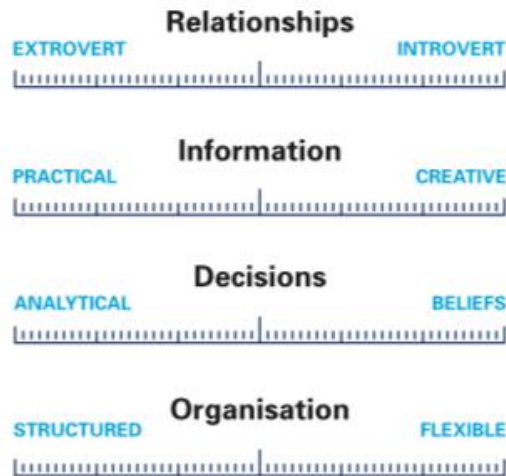 Relationships
EXTROVERT INTROVERT
Information
PRACTICAL CREATIVE
Decisions
ANALYTICAL BELIEFS
Organisation
STRUCTURED FLEXIBLE